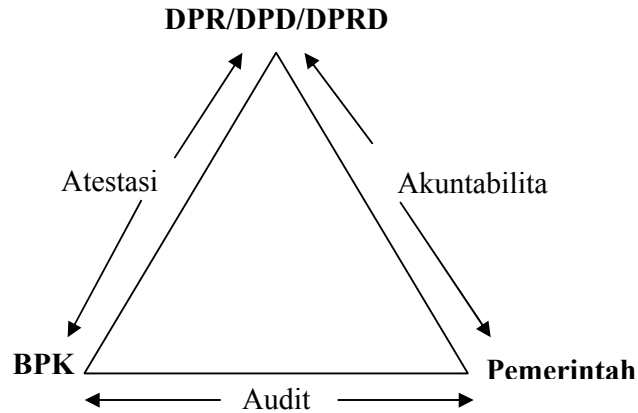 DPR/DPD/DPRD
Atestasi
Akuntabilita
BPK
Pemerintah
Audit